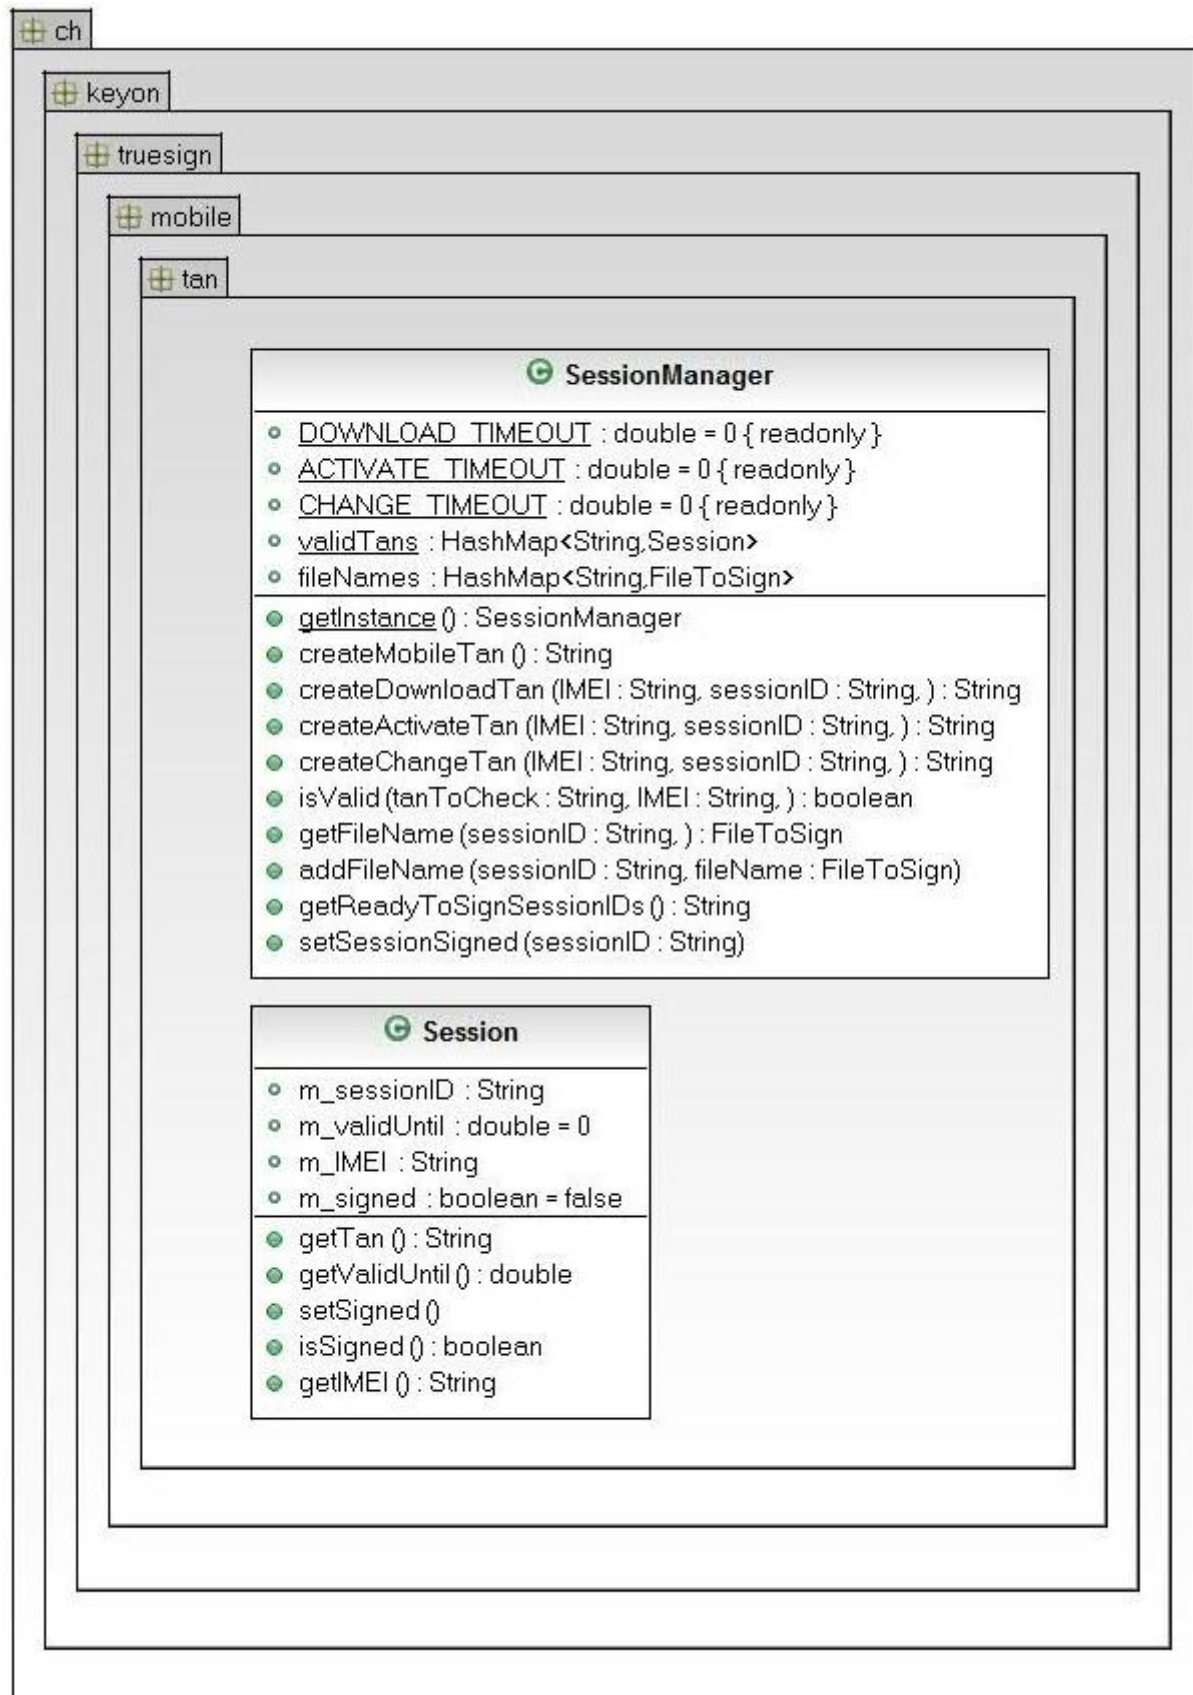 ch
keyon
truesign
mobile
tan
SessionManager
DOWNLOAD_TIMEOUT : double = 0 { readonly }
ACTIVATE_TIMEOUT : double = 0 { readonly }
CHANGE_TIMEOUT : double = 0 { readonly }
validTans : HashMap<String,Session>
fileNames : HashMap<String,FileToSign>
getInstance () : SessionManager
createMobileTan () : String
createDownloadTan (IMEI : String, sessionID : String, ) : String
createActivateTan (IMEI : String, sessionID : String, ) : String
createChangeTan (IMEI : String, sessionID : String, ) : String
isValid (tanToCheck : String, IMEI : String, ) : boolean
getFileName (sessionID : String, ) : FileToSign
addFileName (sessionID : String, fileName : FileToSign)
getReadyToSignSessionIDs () : String
setSessionSigned (sessionID : String)
Session
m_sessionID : String
m_validUntil : double = 0
m_IMEI : String
m_signed : boolean = false
getTan () : String
getValidUntil () : double
setSigned ()
isSigned () : boolean
getIMEI () : String